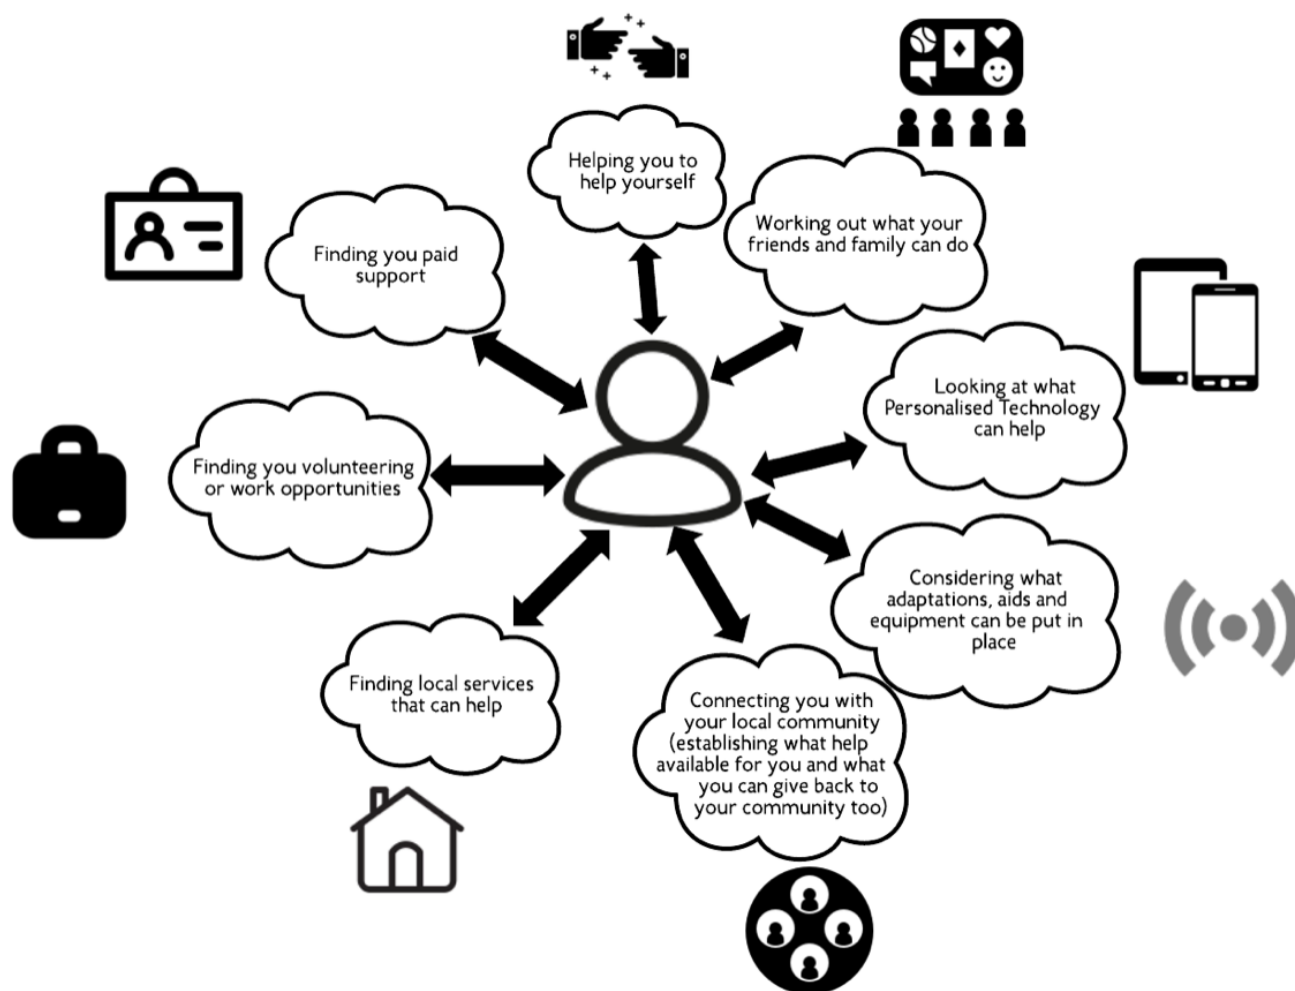 Helping you to
help yourself
Working out what your
friends and family can do
Finding you paid
support
Looking at what
Personalised Technology
can help
Finding you volunteering
or work opportunities
Considering what
adaptations, aids and
equipment can be put in
place
Finding local services
that can help
Connecting you with
your local community
(establishing what help
available for you and what
you can give back to
your community too)